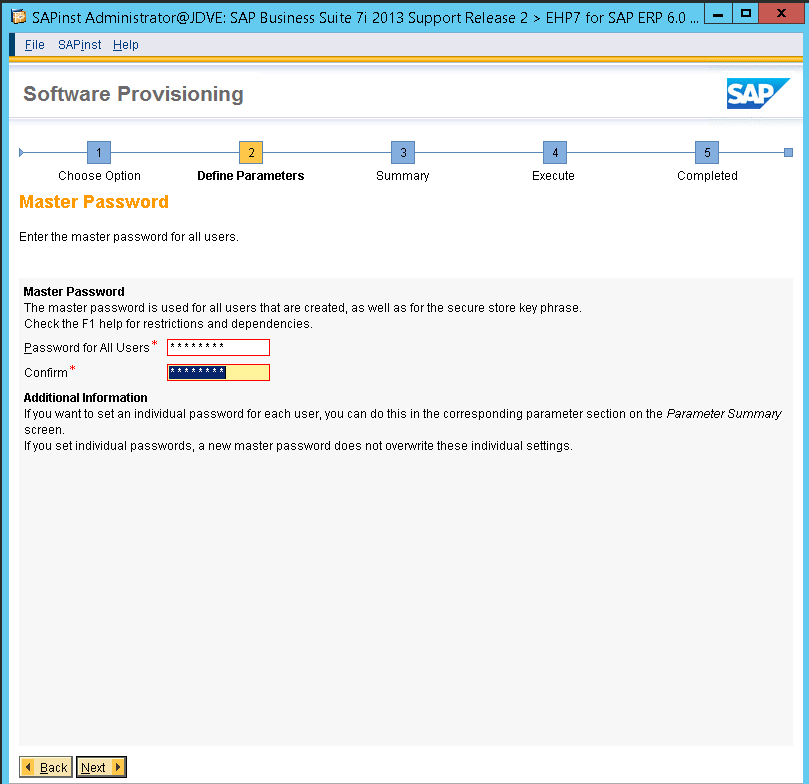 SAPinst Administrator@JDVE: SAP Business Suite 7i 2013 Support Release 2 > EHP7 for SAP ERP 6.0 ...
File SAPinst Help
Software Provisioning
SAP
1 2 3 4 5
Choose Option Define Parameters Summary Execute Completed
Master Password
Enter the master password for all users.
Master Password
The master password is used for all users that are created, as well as for the secure store key phrase.
Check the F1 help for restrictions and dependencies.
Password for All Users* ********
Confirm* ********
Additional Information
If you want to set an individual password for each user, you can do this in the corresponding parameter section on the Parameter Summary
screen.
If you set individual passwords, a new master password does not overwrite these individual settings.
Back Next